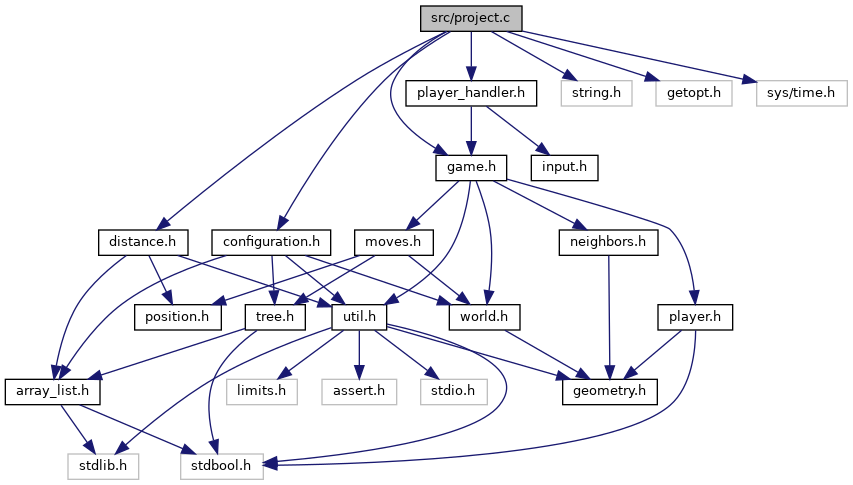 src/project.c
player_handler.h
string.h
getopt.h
sys/time.h
game.h
input.h
distance.h
configuration.h
moves.h
neighbors.h
position.h
tree.h
util.h
world.h
player.h
array_list.h
limits.h
assert.h
stdio.h
geometry.h
stdlib.h
stdbool.h